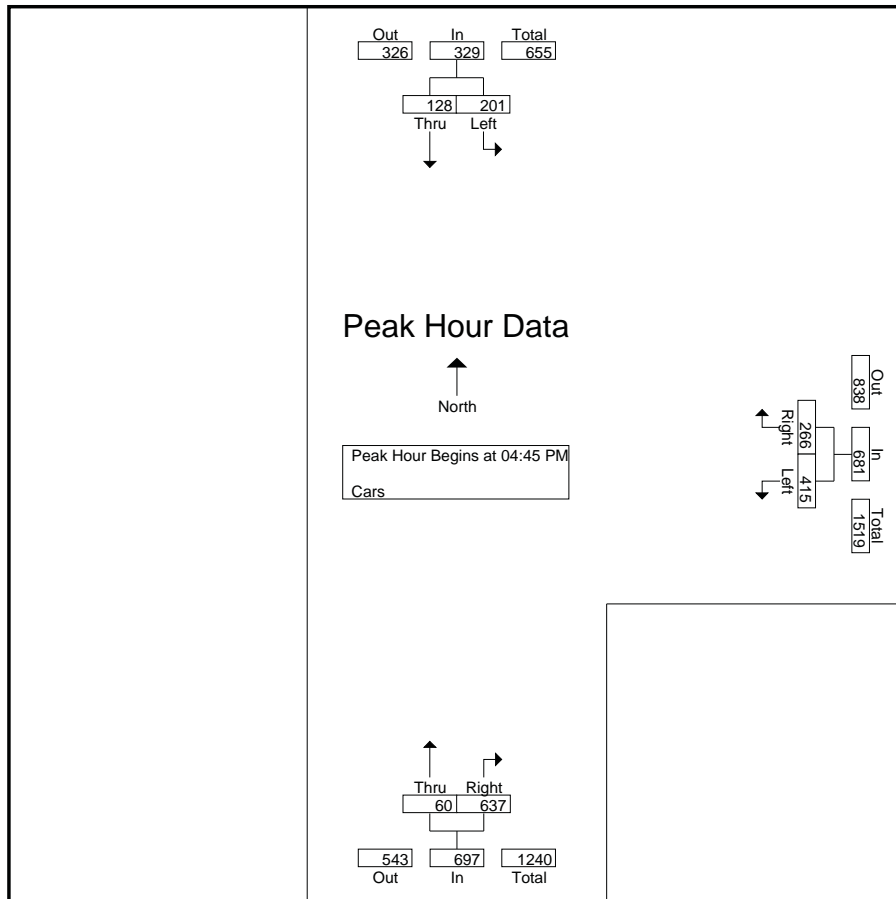 Out In Total
326 329 655
128 201
Thru Left
Peak Hour Data
North
Peak Hour Begins at 04:45 PM
Cars
Out In Total
838 681 1519
Right Left
266 415
Thru Right
60 637
543 697 1240
Out In Total